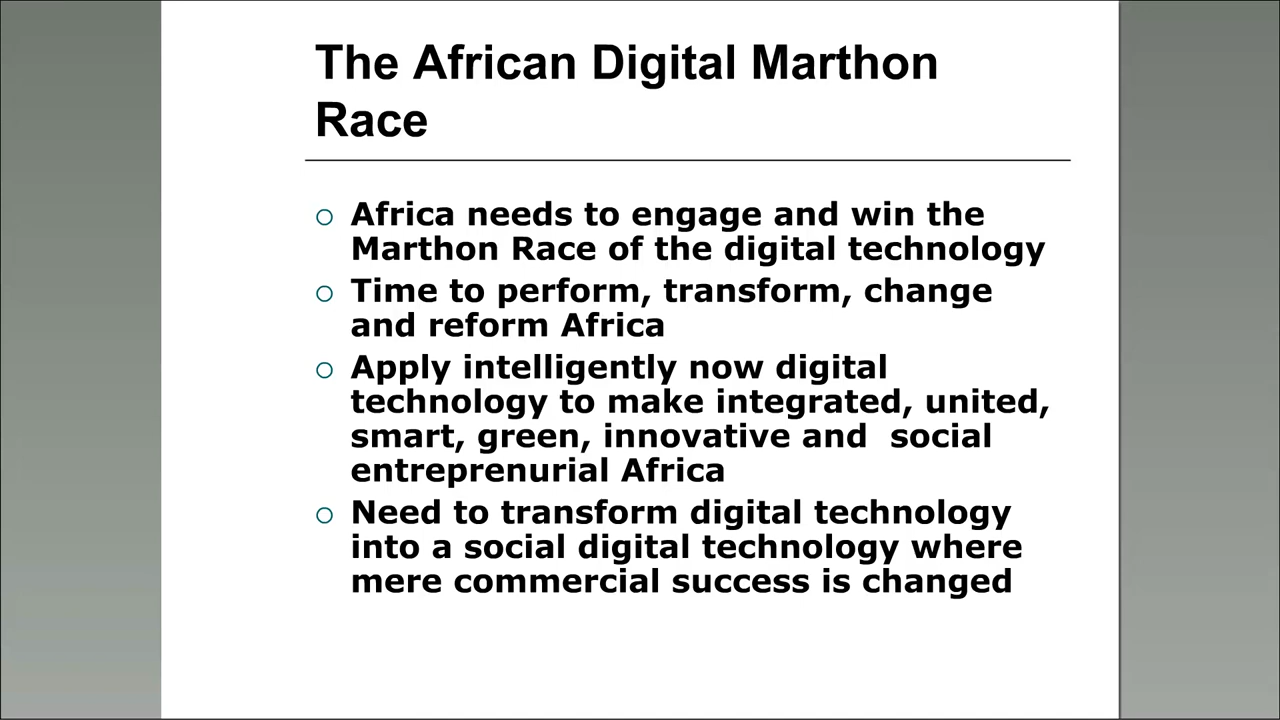 The African Digital Marthon
Race
Africa needs to engage and win the
Marthon Race of the digital technology
Time to perform, transform, change
and reform Africa
Apply intelligently now digital
technology to make integrated, united,
smart, green, innovative and  social
entreprenurial Africa
Need to transform digital technology
into a social digital technology where
mere commercial success is changed